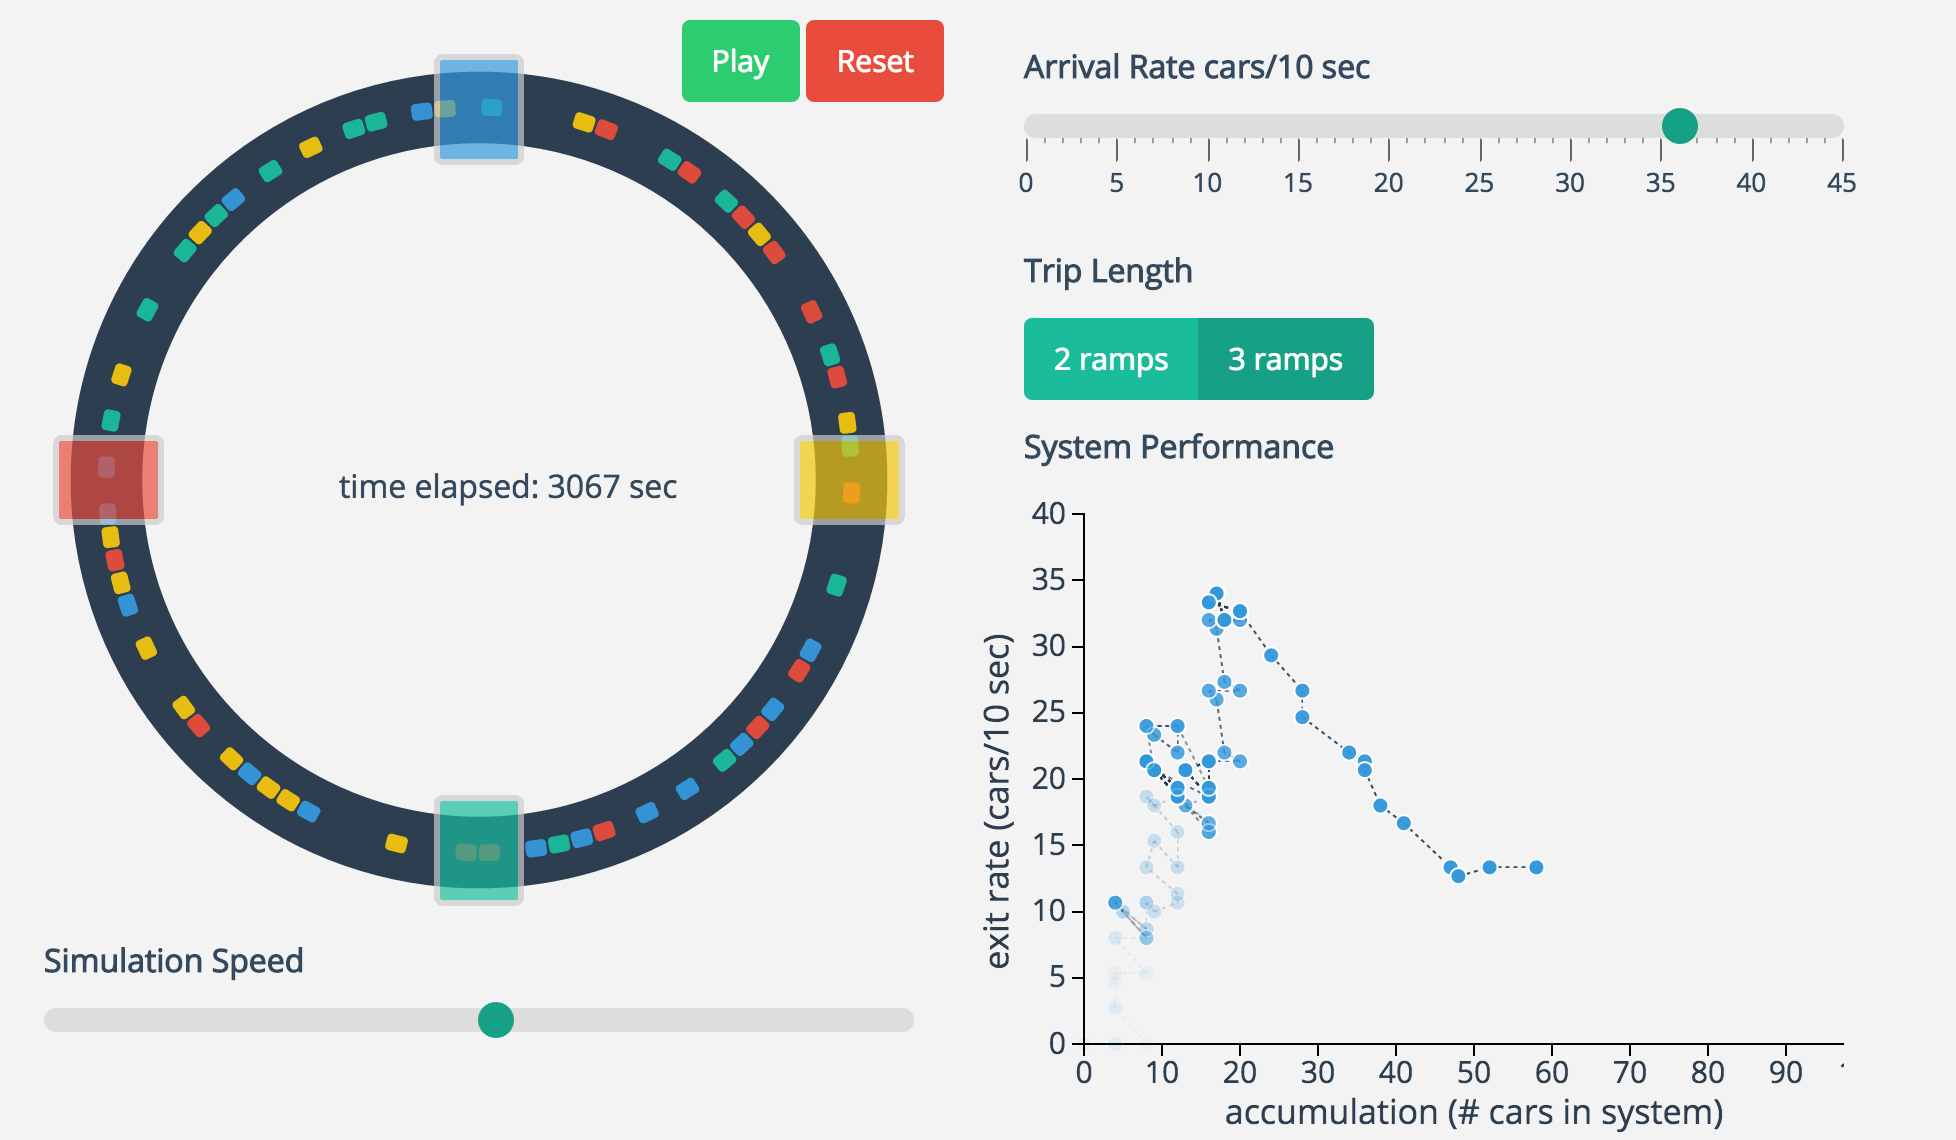 Play
Reset
time elapsed: 3067 sec
Simulation Speed
Arrival Rate cars/10 sec
0 5 10 15 20 25 30 35 40 45
Trip Length
2 ramps 3 ramps
System Performance
exit rate (cars/10 sec)
40
35
30
25
20
15
10
5
0
0 10 20 30 40 50 60 70 80 90
accumulation (# cars in system)